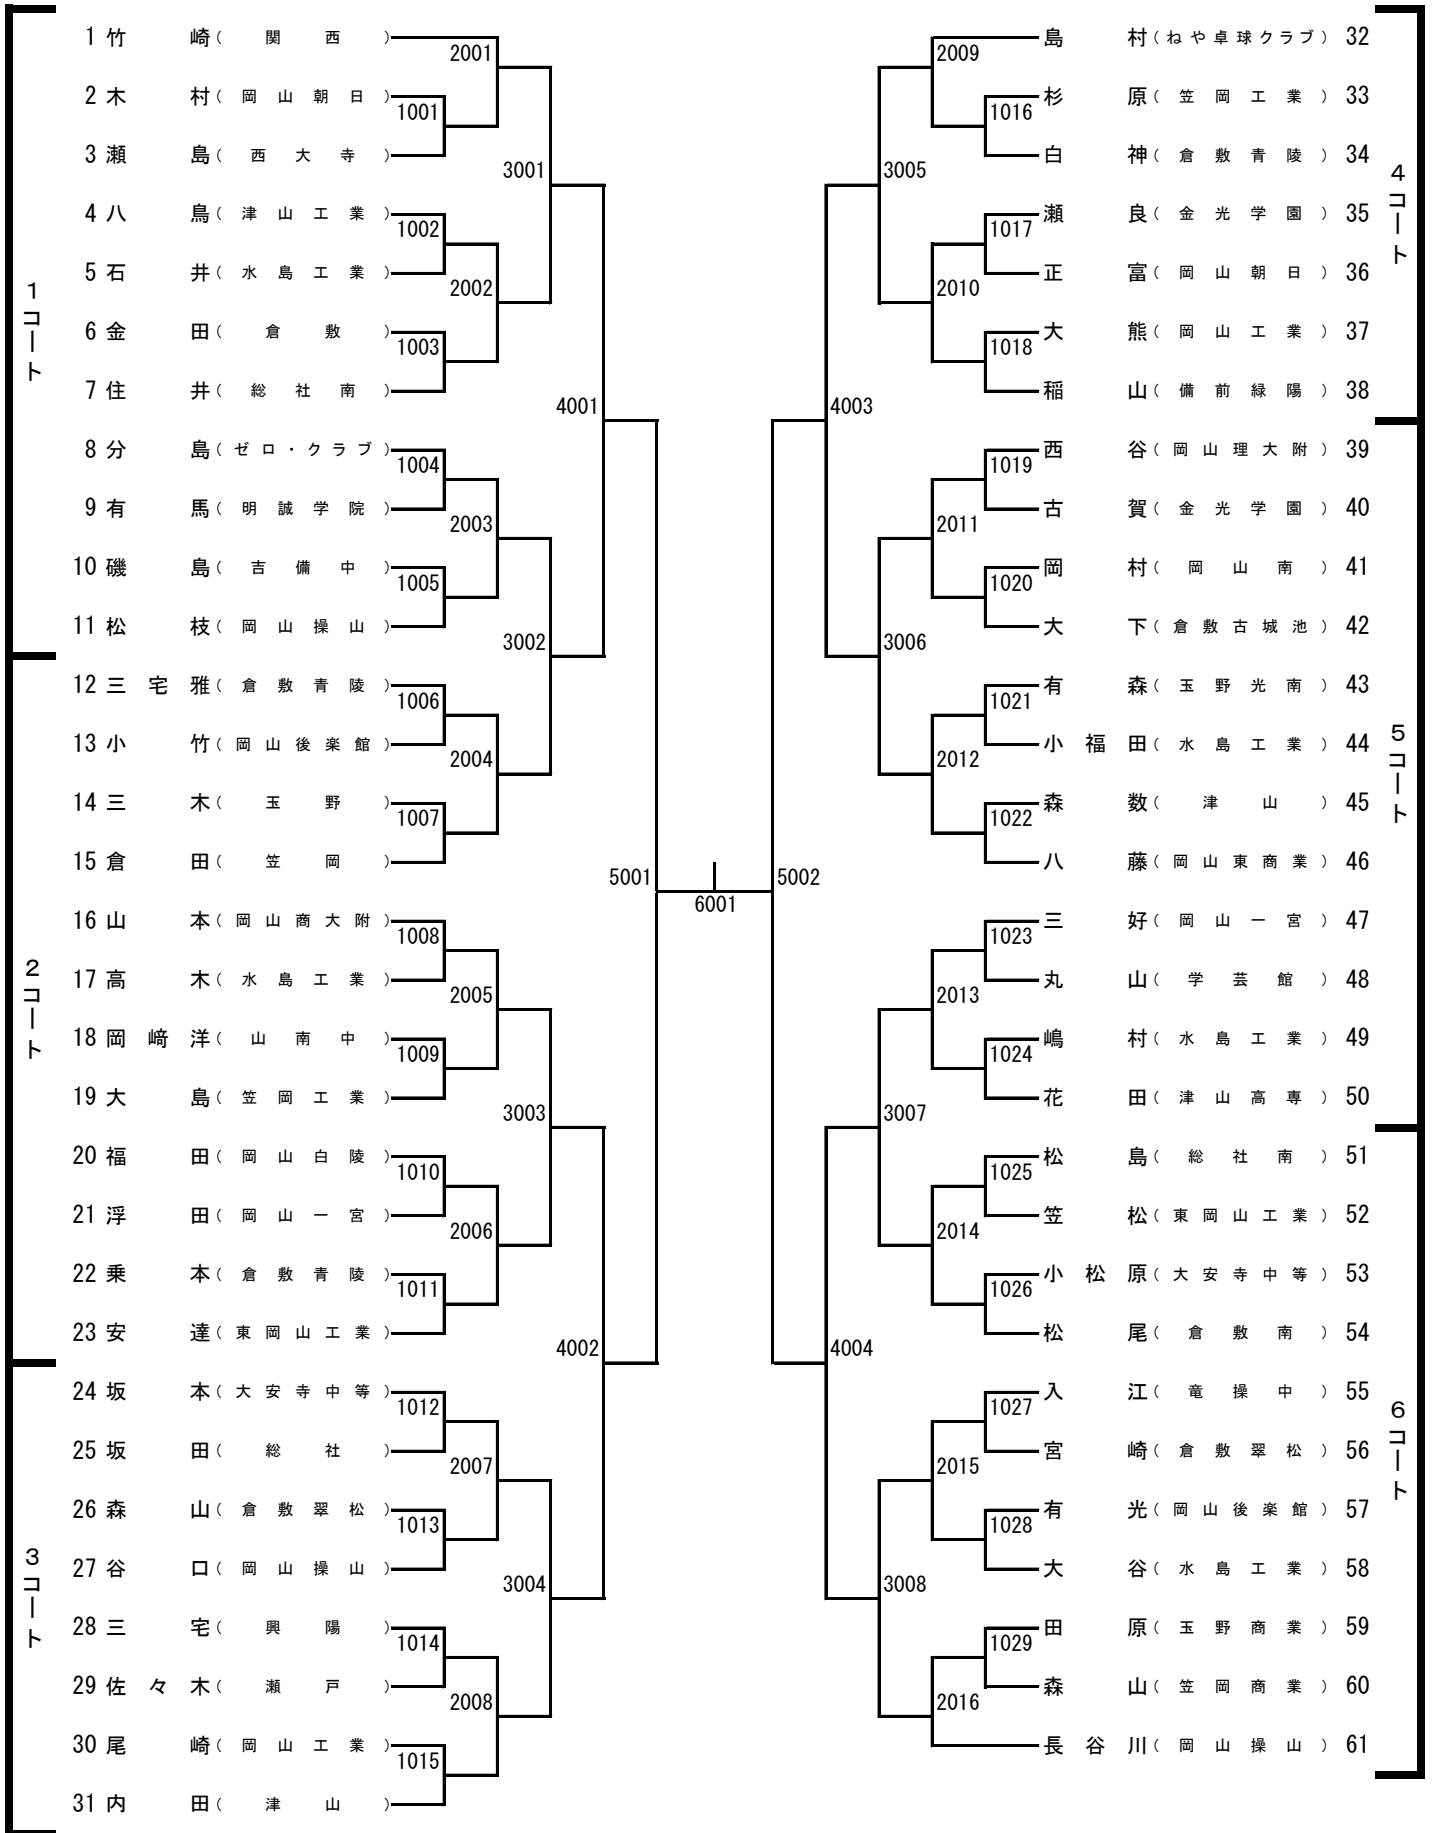 1コート
1 竹崎(関西)
2 木村(岡山朝日)
3 瀬島(西大寺)
4 八鳥(津山工業)
5 石井(水島工業)
6 金田(倉敷)
7 住井(総社南)
8 分島(ゼロ・クラブ)
9 有馬(明誠学院)
10 磯島(吉備中)
11 松枝(岡山操山)
2コート
12 三宅雅(倉敷青陵)
13 小竹(岡山後楽館)
14 三木(玉野)
15 倉田(笠岡)
16 山本(岡山商大附)
17 高木(水島工業)
18 岡﨑洋(山南中)
19 大島(笠岡工業)
20 福田(岡山白陵)
21 浮田(岡山一宮)
22 乗本(倉敷青陵)
23 安達(東岡山工業)
3コート
24 坂本(大安寺中等)
25 坂田(総社)
26 森山(倉敷翠松)
27 谷口(岡山操山)
28 三宅(興陽)
29 佐々木(瀬戸)
30 尾崎(岡山工業)
31 内田(津山)
1001
1002
1003
1004
1005
1006
1007
1008
1009
1010
1011
1012
1013
1014
1015
2001
2002
2003
2004
2005
2006
2007
2008
3001
3002
3003
3004
4001
4002
5001
6001
5002
4003
4004
3005
3006
3007
3008
2009
2010
2011
2012
2013
2014
2015
2016
1016
1017
1018
1019
1020
1021
1022
1023
1024
1025
1026
1027
1028
1029
4コート
島村(ねや卓球クラブ) 32
杉原(笠岡工業) 33
白神(倉敷青陵) 34
瀬良(金光学園) 35
正富(岡山朝日) 36
大熊(岡山工業) 37
稲山(備前緑陽) 38
5コート
西谷(岡山理大附) 39
古賀(金光学園) 40
岡村(岡山南) 41
大下(倉敷古城池) 42
有森(玉野光南) 43
小福田(水島工業) 44
森数(津山) 45
八藤(岡山東商業) 46
三好(岡山一宮) 47
丸山(学芸館) 48
嶋村(水島工業) 49
花田(津山高専) 50
6コート
松島(総社南) 51
笠松(東岡山工業) 52
小松原(大安寺中等) 53
松尾(倉敷南) 54
入江(竜操中) 55
宮崎(倉敷翠松) 56
有光(岡山後楽館) 57
大谷(水島工業) 58
田原(玉野商業) 59
森山(笠岡商業) 60
長谷川(岡山操山) 61